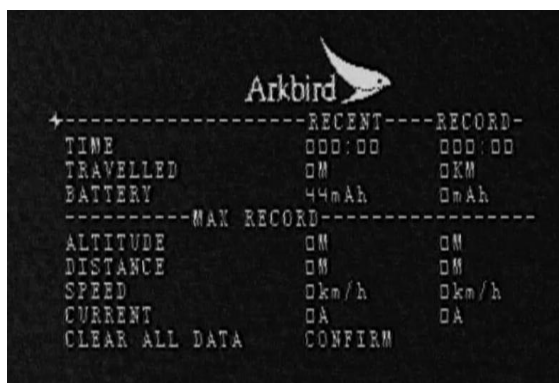 Arkbird
--------------------RECENT----RECORD-
TIME 000:00 000:00
TRAVELLED 0M 0KM
BATTERY 44mAh 0mAh
----------MAX RECORD-----------------
ALTITUDE 0M 0M
DISTANCE 0M 0M
SPEED 0km/h 0km/h
CURRENT 0A 0A
CLEAR ALL DATA CONFIRM